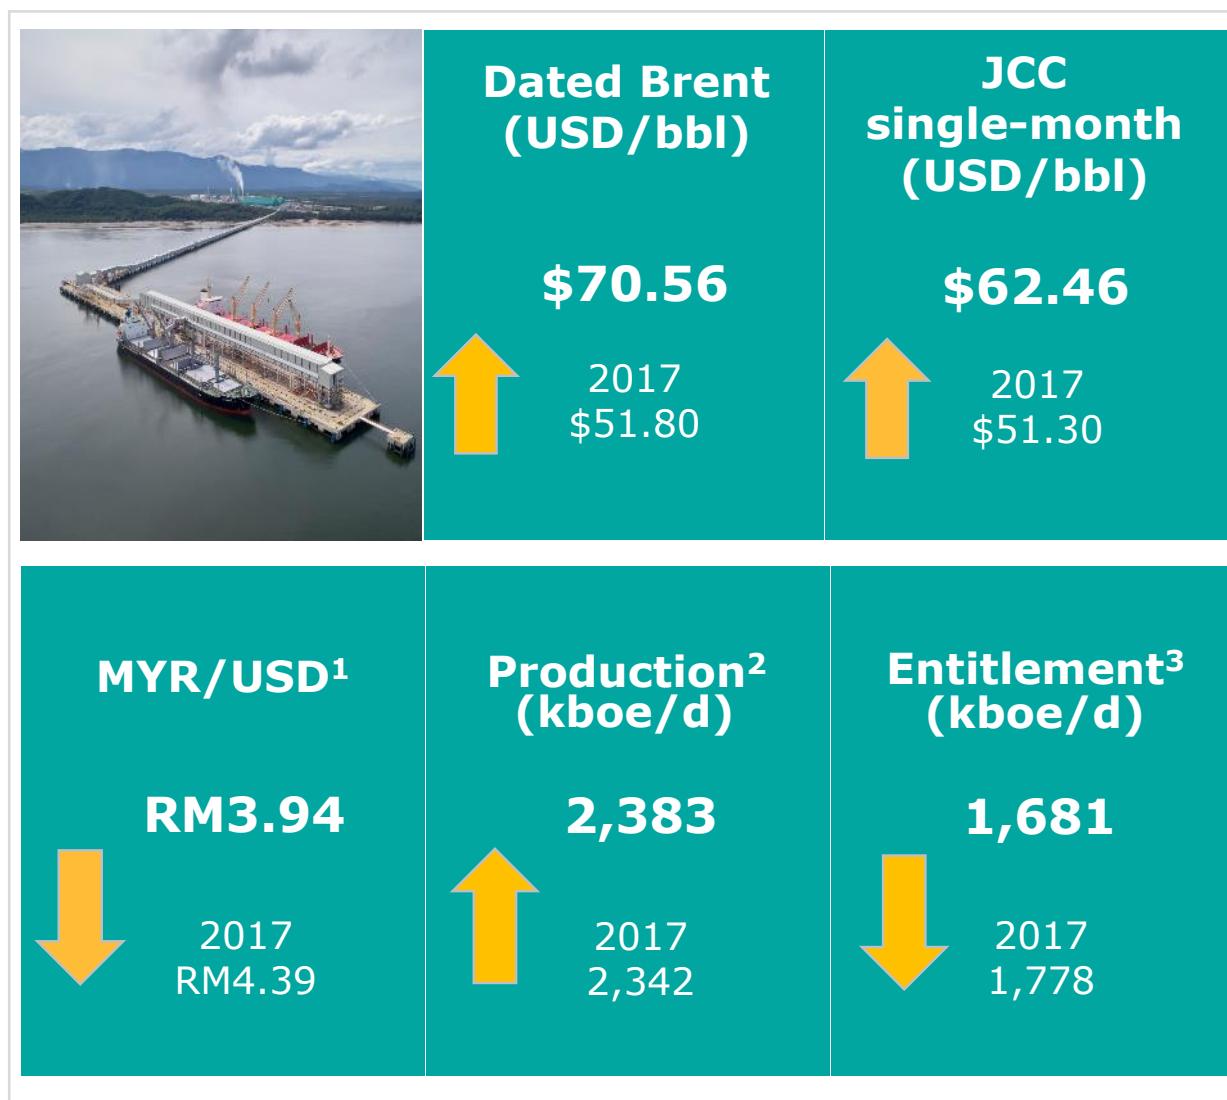 Dated Brent
(USD/bbl)
$70.56
2017
$51.80
JCC
single-month
(USD/bbl)
$62.46
2017
$51.30
MYR/USD¹
RM3.94
2017
RM4.39
Production²
(kboe/d)
2,383
2017
2,342
Entitlement³
(kboe/d)
1,681
2017
1,778